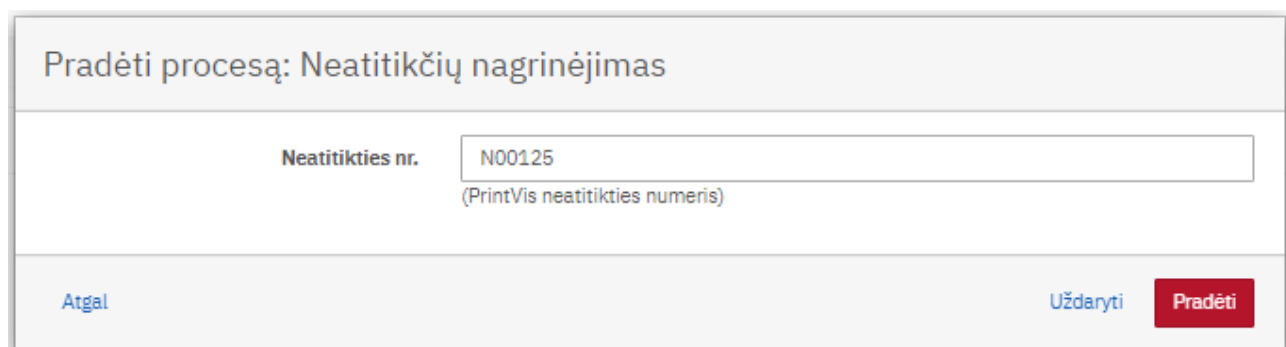 Pradėti procesą: Neatitikčių nagrinėjimas
Neatitikties nr. N00125
(PrintVis neatitikties numeris)
Atgal Uždaryti Pradėti